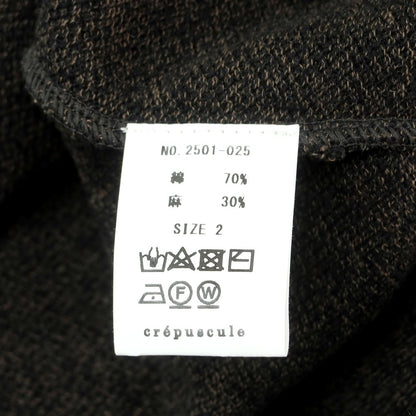 NO. 2501-025
綿 70%
麻 30%
SIZE 2
F W
crépuscule